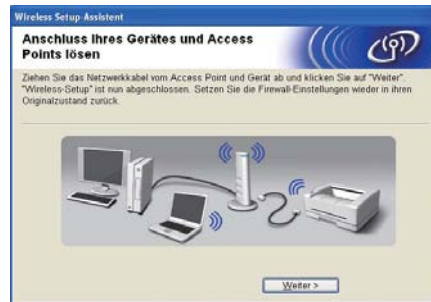 Wireless Setup-Assistent
Anschluss Ihres Gerätes und Access
Points lösen
Ziehen Sie das Netzwerkkabel vom Access Point und Gerät ab und klicken Sie auf "Weiter".
"Wireless-Setup" ist nun abgeschlossen. Setzen Sie die Firewall-Einstellungen wieder in ihren
Originalzustand zurück.
Weiter >